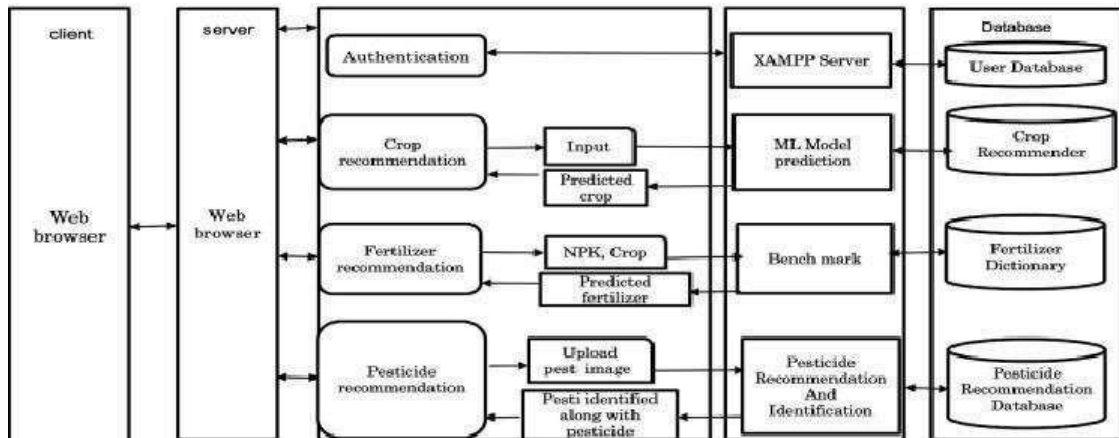 client
server
Database
Authentication
XAMPP Server
User Database
Crop
recommendation
Input
Predicted
crop
ML Model
prediction
Crop
Recommender
Web
browser
Web
browser
Fertilizer
recommendation
NPK, Crop
Predicted
fertilizer
Bench mark
Fertilizer
Dictionary
Pesticide
recommendation
Upload
pest image
Pesti identified
along with
pesticide
Pesticide
Recommendation
And
Identification
Pesticide
Recommendation
Database